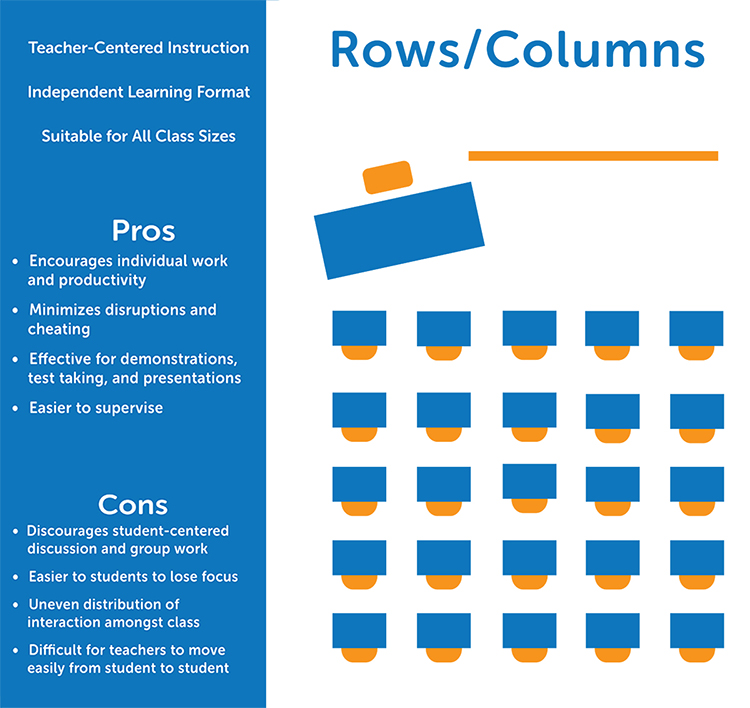 Teacher-Centered Instruction
Independent Learning Format
Suitable for All Class Sizes
Pros
• Encourages individual work
and productivity
• Minimizes disruptions and
cheating
• Effective for demonstrations,
test taking, and presentations
• Easier to supervise
Cons
• Discourages student-centered
discussion and group work
• Easier to students to lose focus
• Uneven distribution of
interaction amongst class
• Difficult for teachers to move
easily from student to student
Rows/Columns